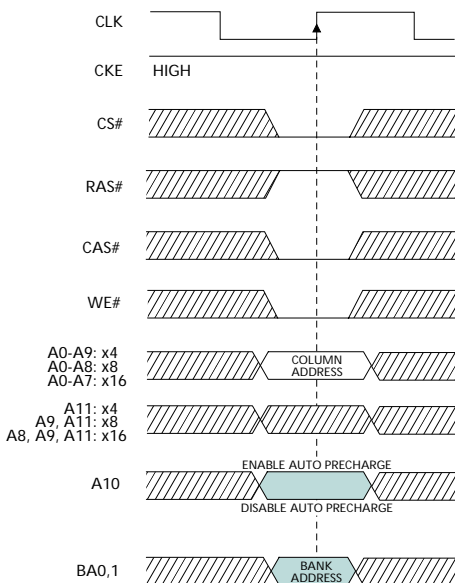 CLK
CKE HIGH
CS#
RAS#
CAS#
WE#
A0-A9: x4
A0-A8: x8
A0-A7: x16
COLUMN
ADDRESS
A11: x4
A9, A11: x8
A8, A9, A11: x16
ENABLE AUTO PRECHARGE
A10
DISABLE AUTO PRECHARGE
BA0,1
BANK
ADDRESS